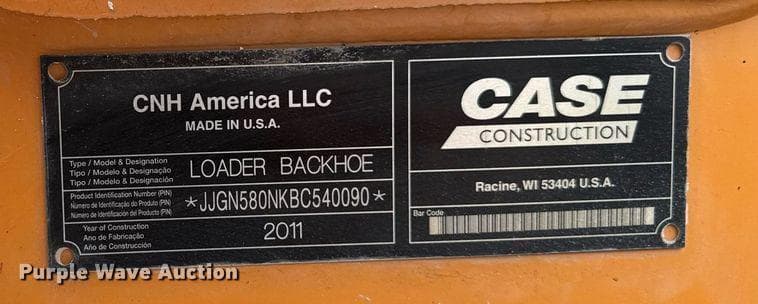 CNH America LLC
MADE IN U.S.A.
Type / Model & Designation
Tipo / Modelo & Designação
Tipo / Modelo & Designación
LOADER BACKHOE
Product Identification Number (PIN)
Número de Identificação do Produto (PIN)
Número de Identificación del Producto (PIN)
*JJGN580NKBC540090*
Year of Construction
Ano de Fabricação
Año de Construcción
2011
CASE
CONSTRUCTION
Racine, WI 53404 U.S.A.
Bar Code
Purple Wave Auction